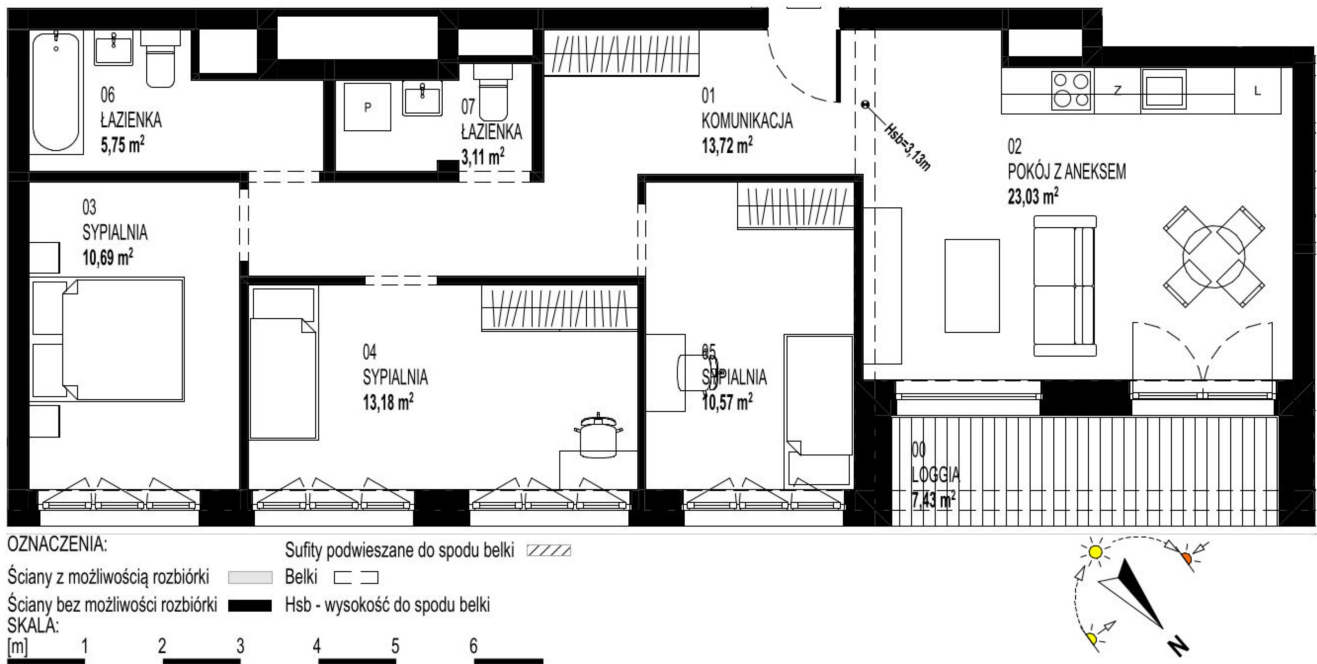 06
ŁAZIENKA
5,75 m²
P
07
ŁAZIENKA
3,11 m²
01
KOMUNIKACJA
13,72 m²
Hsb=3,13m
Z
L
02
POKÓJ Z ANEKSEM
23,03 m²
03
SYPIALNIA
10,69 m²
04
SYPIALNIA
13,18 m²
05
SYPIALNIA
10,57 m²
00
LOGGIA
7,43 m²
OZNACZENIA:
Sufity podwieszane do spodu belki
Ściany z możliwością rozbiórki
Belki
Ściany bez możliwości rozbiórki
Hsb - wysokość do spodu belki
SKALA:
[m] 1 2 3 4 5 6
N